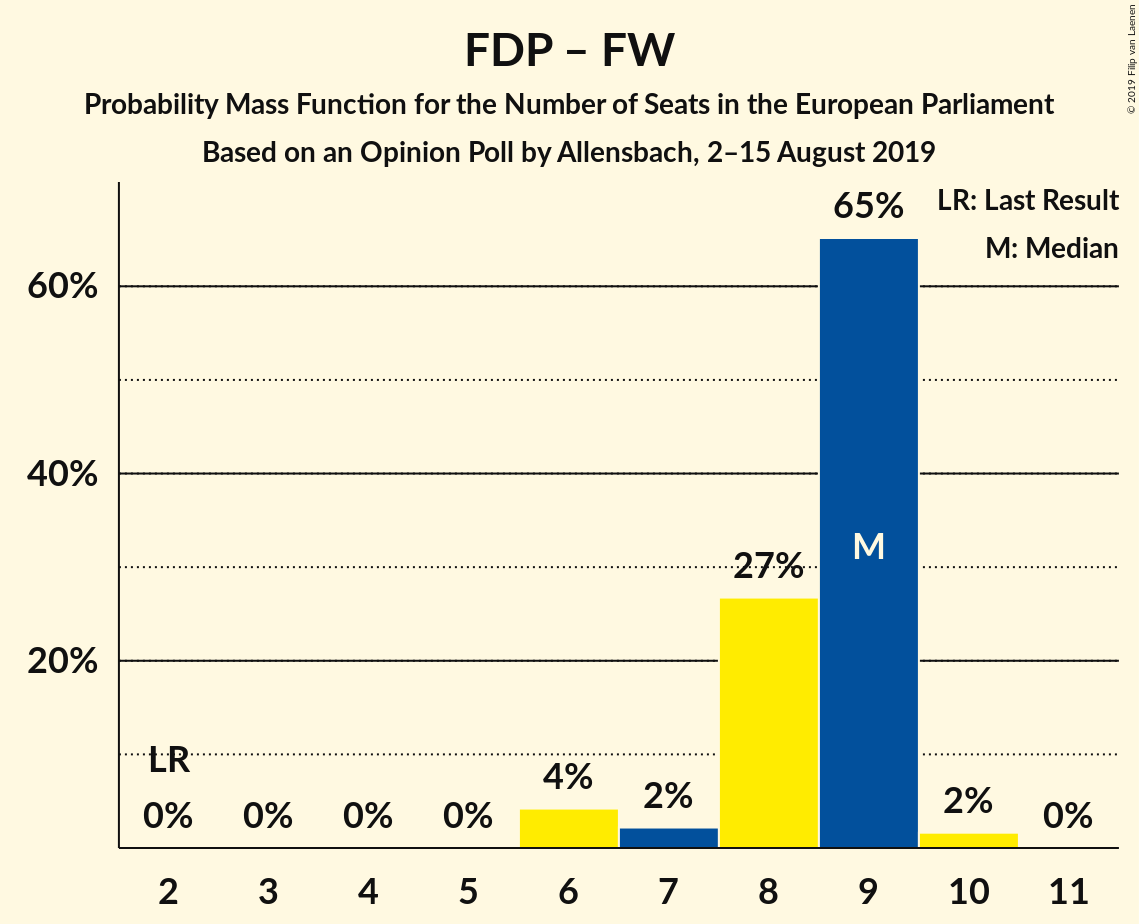 FDP – FW
Probability Mass Function for the Number of Seats in the European Parliament
Based on an Opinion Poll by Allensbach, 2–15 August 2019
© 2019 Filip van Laenen
LR: Last Result
M: Median
60%
40%
20%
LR
0%
0%
0%
0%
4%
2%
27%
65%
M
2%
0%
2 3 4 5 6 7 8 9 10 11